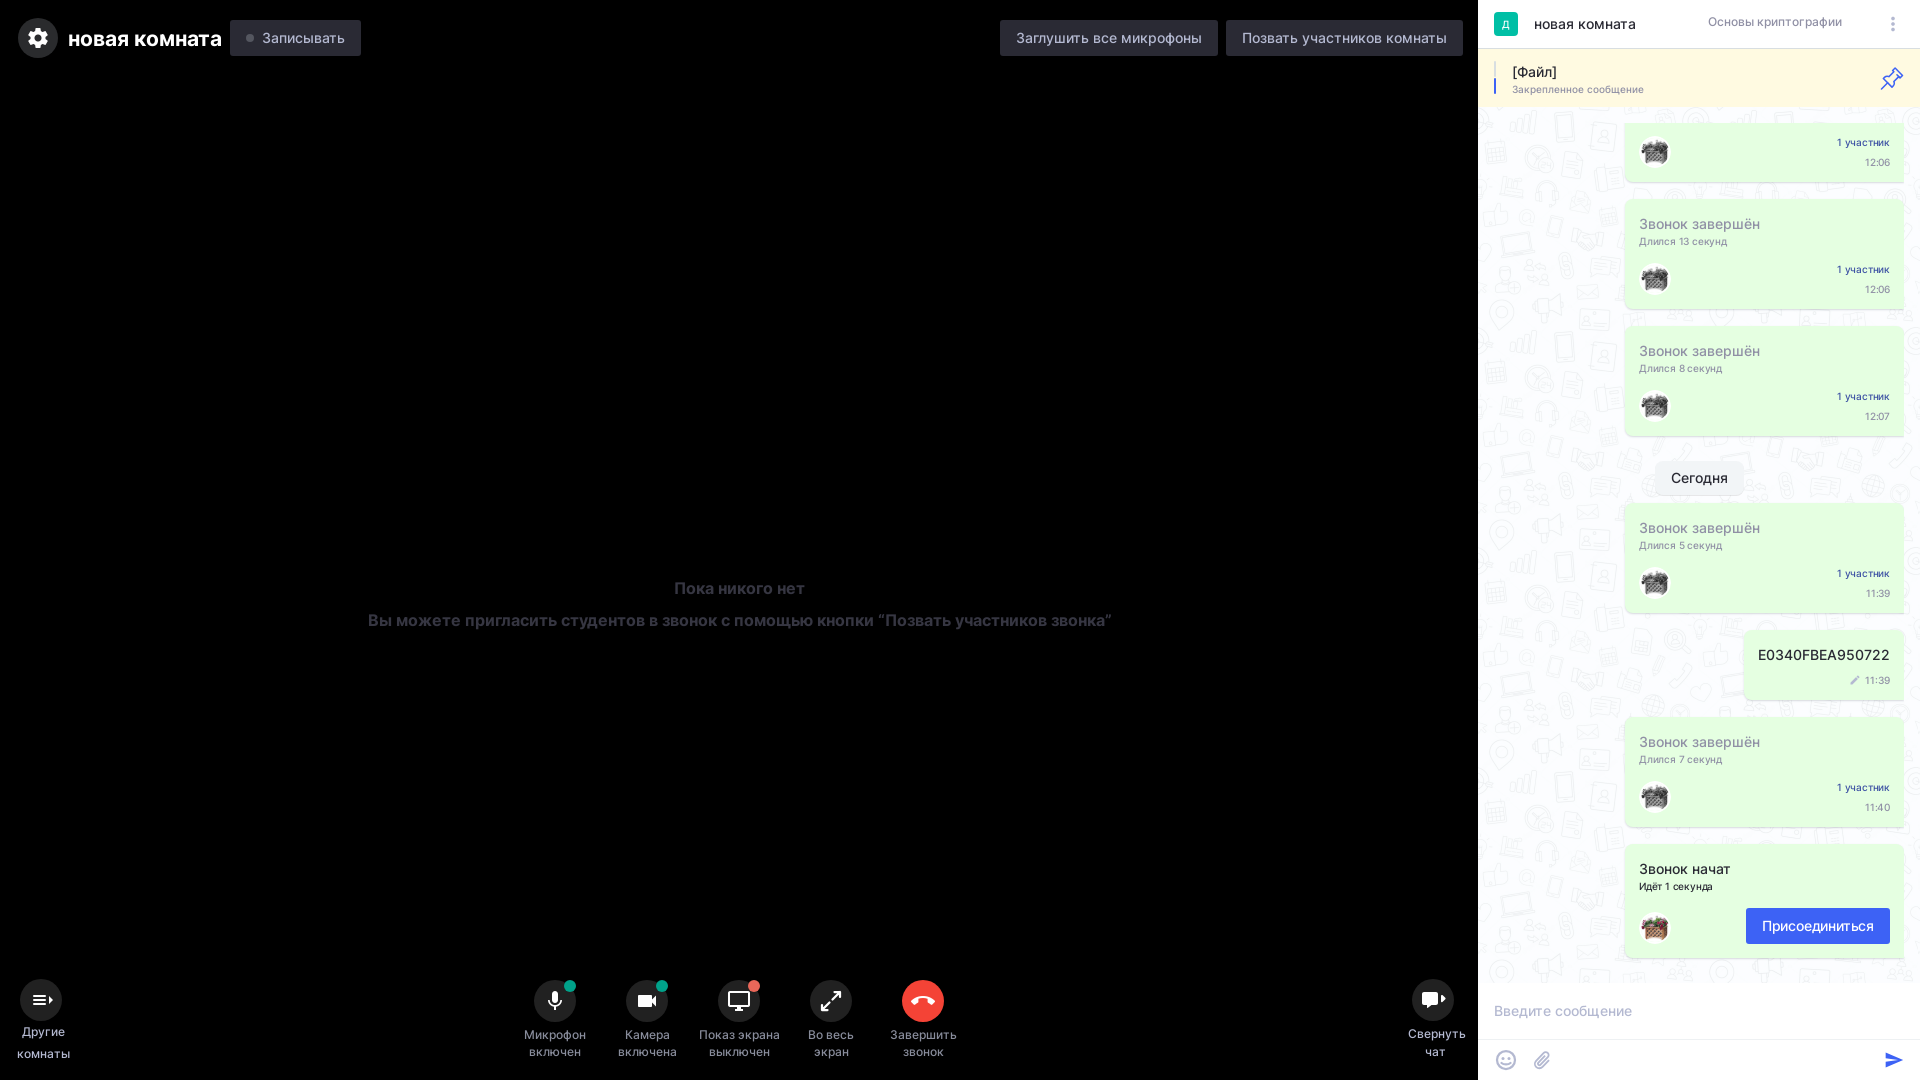 новая комната
Записывать
Заглушить все микрофоны
Позвать участников комнаты
Пока никого нет
Вы можете пригласить студентов в звонок с помощью кнопки “Позвать участников звонка”
Другие
комнаты
Микрофон
включен
Камера
включена
Показ экрана
выключен
Во весь
экран
Завершить
звонок
Свернуть
чат
Д
новая комната
Основы криптографии
[Файл]
Закрепленное сообщение
1 участник
12:06
Звонок завершён
Длился 13 секунд
1 участник
12:06
Звонок завершён
Длился 8 секунд
1 участник
12:07
Сегодня
Звонок завершён
Длился 5 секунд
1 участник
11:39
E0340FBEA950722
11:39
Звонок завершён
Длился 7 секунд
1 участник
11:40
Звонок начат
Идёт 1 секунда
Присоединиться
Введите сообщение